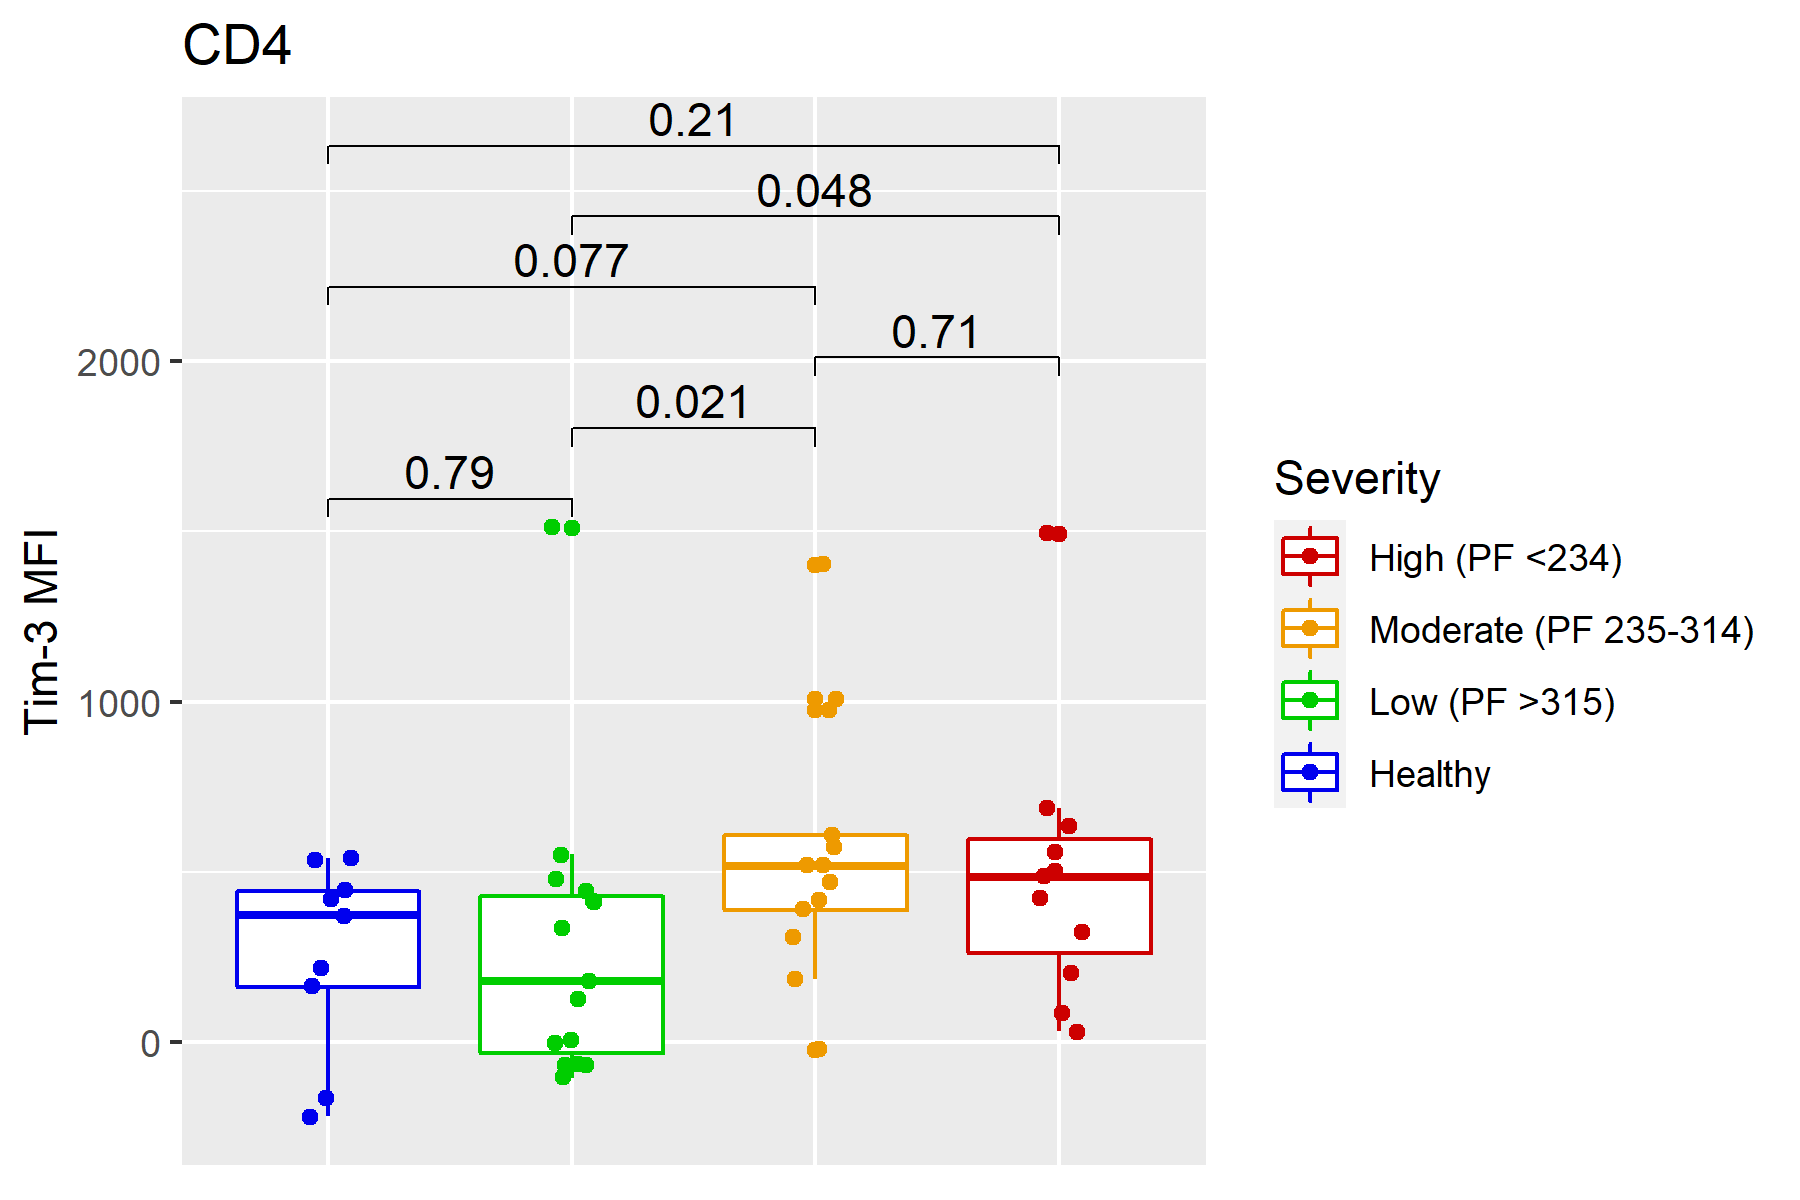 CD4
0.21
0.048
0.077
0.71
0.021
0.79
2000
1000
0
Tim-3 MFI
Severity
High (PF <234)
Moderate (PF 235-314)
Low (PF >315)
Healthy